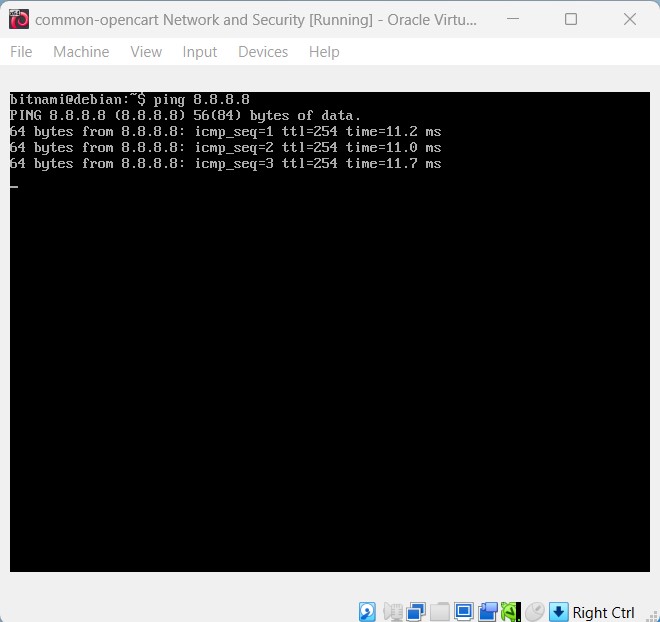 common-opencart Network and Security [Running] - Oracle Virtu...
File Machine View Input Devices Help
bitnami@debian:~$ ping 8.8.8.8
PING 8.8.8.8 (8.8.8.8) 56(84) bytes of data.
64 bytes from 8.8.8.8: icmp_seq=1 ttl=254 time=11.2 ms
64 bytes from 8.8.8.8: icmp_seq=2 ttl=254 time=11.0 ms
64 bytes from 8.8.8.8: icmp_seq=3 ttl=254 time=11.7 ms
Right Ctrl